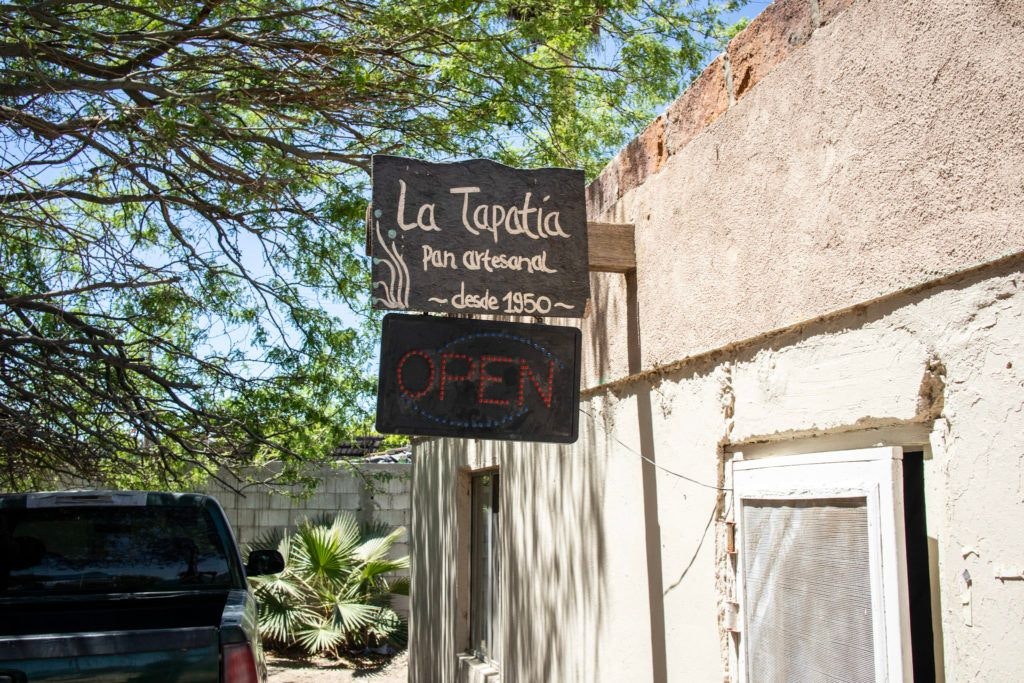 La Tapatía
Pan artesanal
~ desde 1950 ~
OPEN